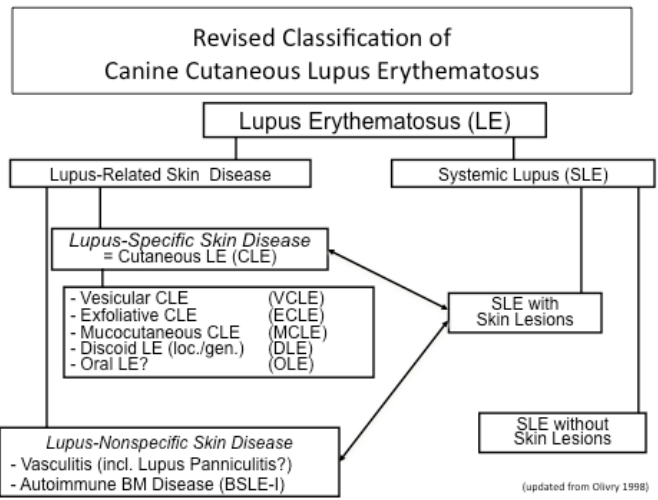 Revised Classification of
Canine Cutaneous Lupus Erythematosus
Lupus Erythematosus (LE)
Lupus-Related Skin Disease
Systemic Lupus (SLE)
Lupus-Specific Skin Disease
= Cutaneous LE (CLE)
- Vesicular CLE (VCLE)
- Exfoliative CLE (ECLE)
- Mucocutaneous CLE (MCLE)
- Discoid LE (loc./gen.) (DLE)
- Oral LE? (OLE)
SLE with
Skin Lesions
SLE without
Skin Lesions
Lupus-Nonspecific Skin Disease
- Vasculitis (incl. Lupus Panniculitis?)
- Autoimmune BM Disease (BSLE-I)
(updated from Olivry 1998)